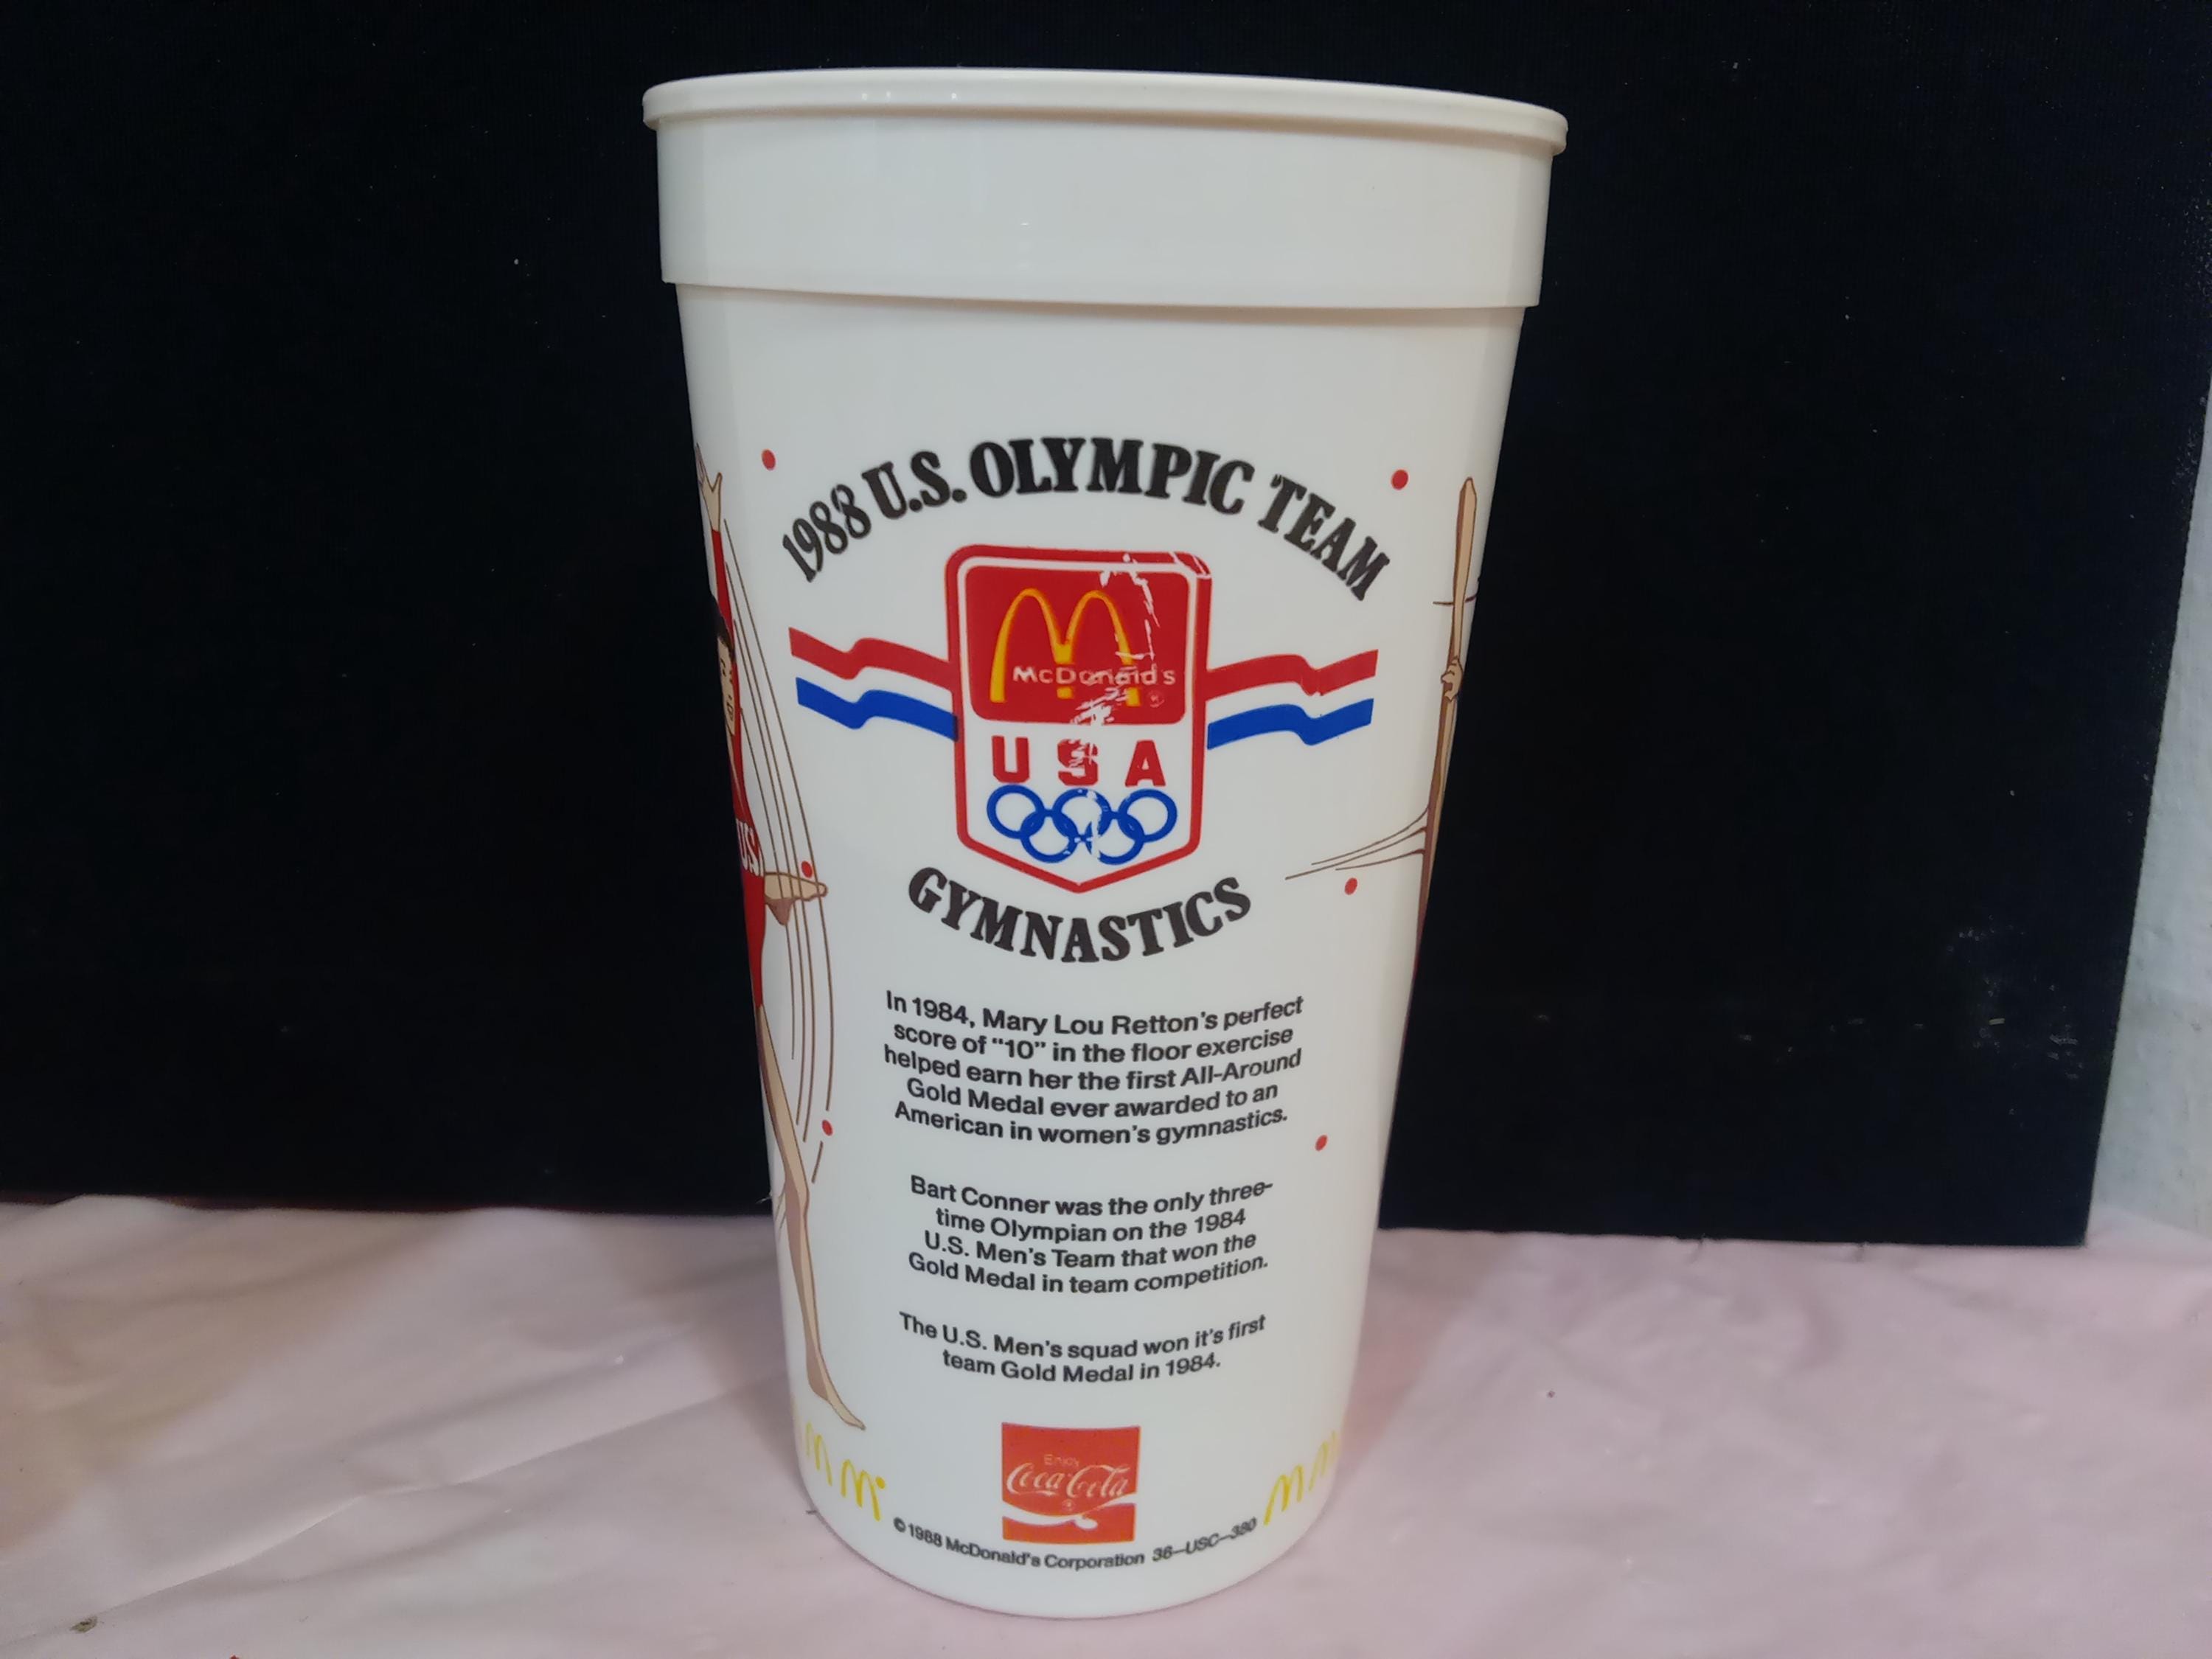 1988 U.S. OLYMPIC TEAM
McDonald's
USA
GYMNASTICS
In 1984, Mary Lou Retton's perfect
score of "10" in the floor exercise
helped earn her the first All-Around
Gold Medal ever awarded to an
American in women's gymnastics.
Bart Conner was the only three-
time Olympian on the 1984
U.S. Men's Team that won the
Gold Medal in team competition.
The U.S. Men's squad won it's first
team Gold Medal in 1984.
Enjoy
Coca-Cola
®
© 1988 McDonald's Corporation 36-USC-380
US